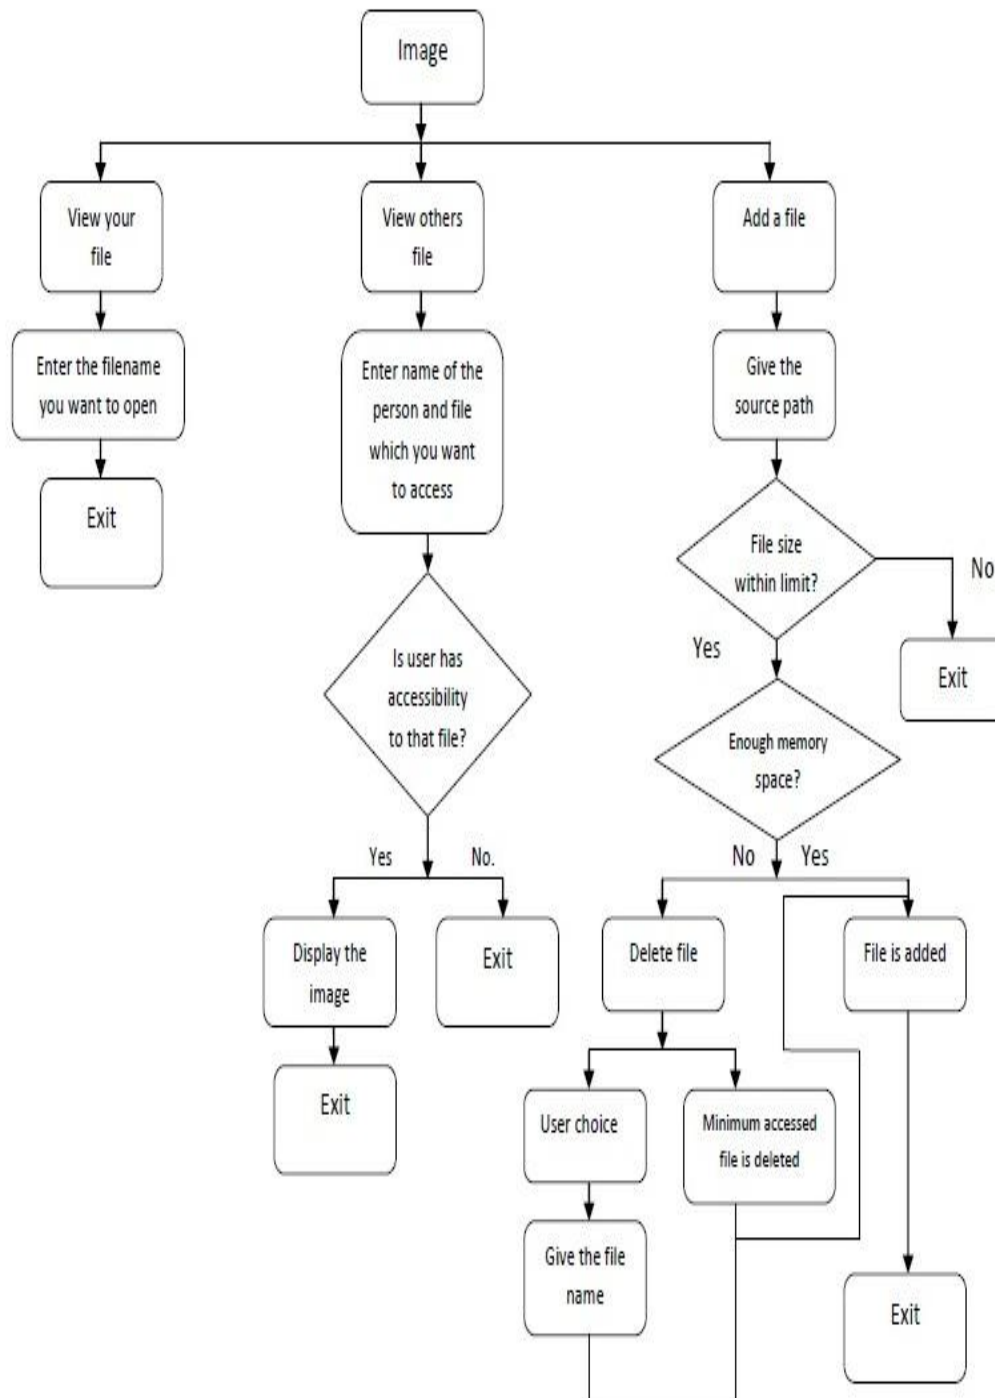 Image
View your
file
View others
file
Add a file
Enter the filename
you want to open
Enter name of the
person and file
which you want
to access
Give the
source path
Exit
File size
within limit?
No
Yes
Exit
Is user has
accessibility
to that file?
Enough memory
space?
Yes
No.
No
Yes
Display the
image
Exit
Delete file
File is added
Exit
User choice
Minimum accessed
file is deleted
Give the file
name
Exit